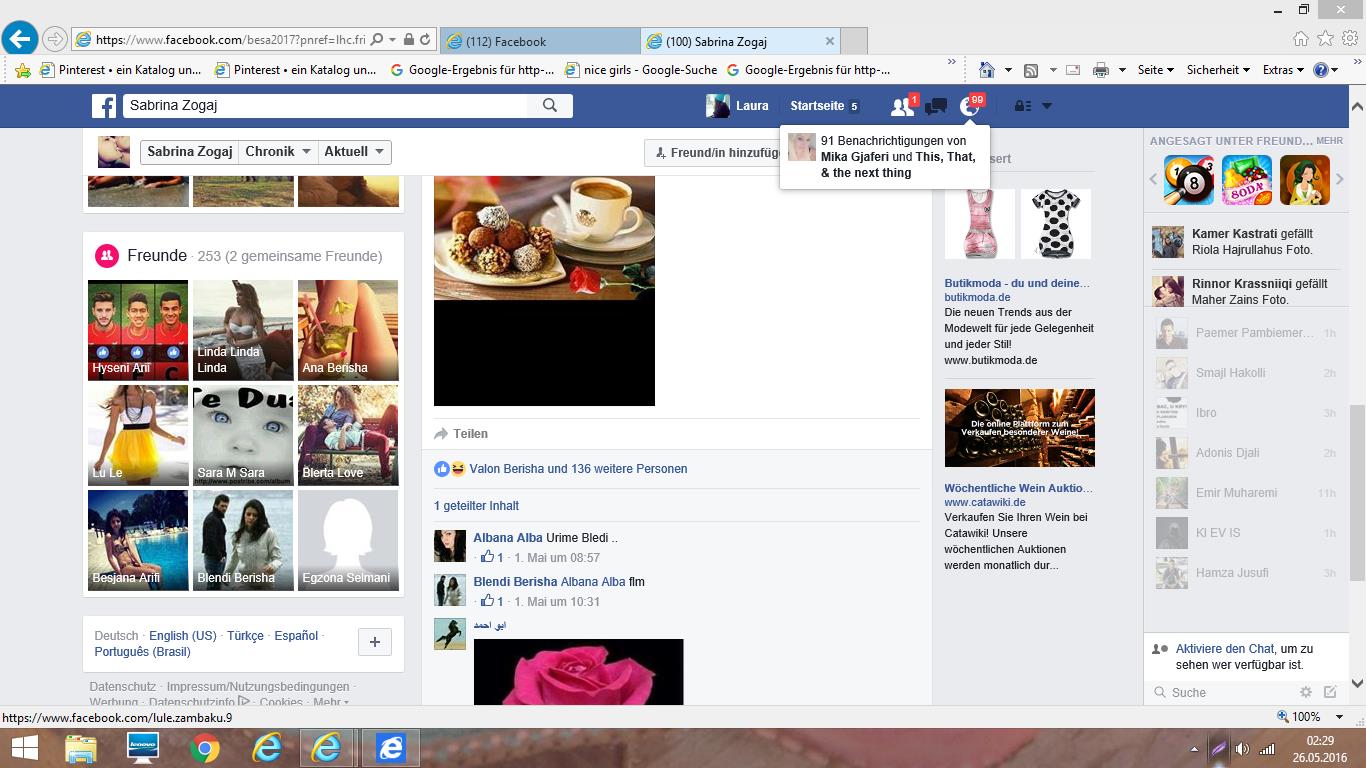 https://www.facebook.com/besa2017?pnref=lhc.fri
(112) Facebook
(100) Sabrina Zogaj
Pinterest • ein Katalog un...
Pinterest • ein Katalog un...
Google-Ergebnis für http-...
nice girls - Google-Suche
Google-Ergebnis für http-...
Seite
Sicherheit
Extras
Sabrina Zogaj
Laura
Startseite 5
1
99
Sabrina Zogaj
Chronik
Aktuell
Freund/in hinzufüge
91 Benachrichtigungen von
Mika Gjaferi und This, That,
& the next thing
Freunde · 253 (2 gemeinsame Freunde)
Hyseni Arif
Linda Linda
Linda
Ana Berisha
Lu Le
Sara M Sara
Blerta Love
Besjana Arifi
Blendi Berisha
Egzona Selmani
Deutsch · English (US) · Türkçe · Español ·
Português (Brasil)
Datenschutz · Impressum/Nutzungsbedingungen ·
Werbung · Datenschutzinfo · Cookies · Mehr
Teilen
Valon Berisha und 136 weitere Personen
1 geteilter Inhalt
Albana Alba Urime Bledi ..
· 1 · 1. Mai um 08:57
Blendi Berisha Albana Alba flm
· 1 · 1. Mai um 10:31
ابو احمد
Butikmoda - du und deine...
butikmoda.de
Die neuen Trends aus der
Modewelt für jede Gelegenheit
und jeder Stil!
www.butikmoda.de
Die online Plattform zum
Verkaufen besonderer Weine!
Wöchentliche Wein Auktio...
www.catawiki.de
Verkaufen Sie Ihren Wein bei
Catawiki! Unsere
wöchentlichen Auktionen
werden monatlich dur...
ANGESAGT UNTER FREUND... MEHR
8
SODA
Kamer Kastrati gefällt
Riola Hajrullahus Foto.
Rinnor Krassniiqi gefällt
Maher Zains Foto.
Paemer Pambiemer... 1h
Smajl Hakolli 2h
Ibro 3h
Adonis Djali 2h
Emir Muharemi 11h
KI EV IS 1h
Hamza Jusufi 3h
Aktiviere den Chat, um zu
sehen wer verfügbar ist.
Suche
https://www.facebook.com/lule.zambaku.9
100%
lenovo
02:29
26.05.2016